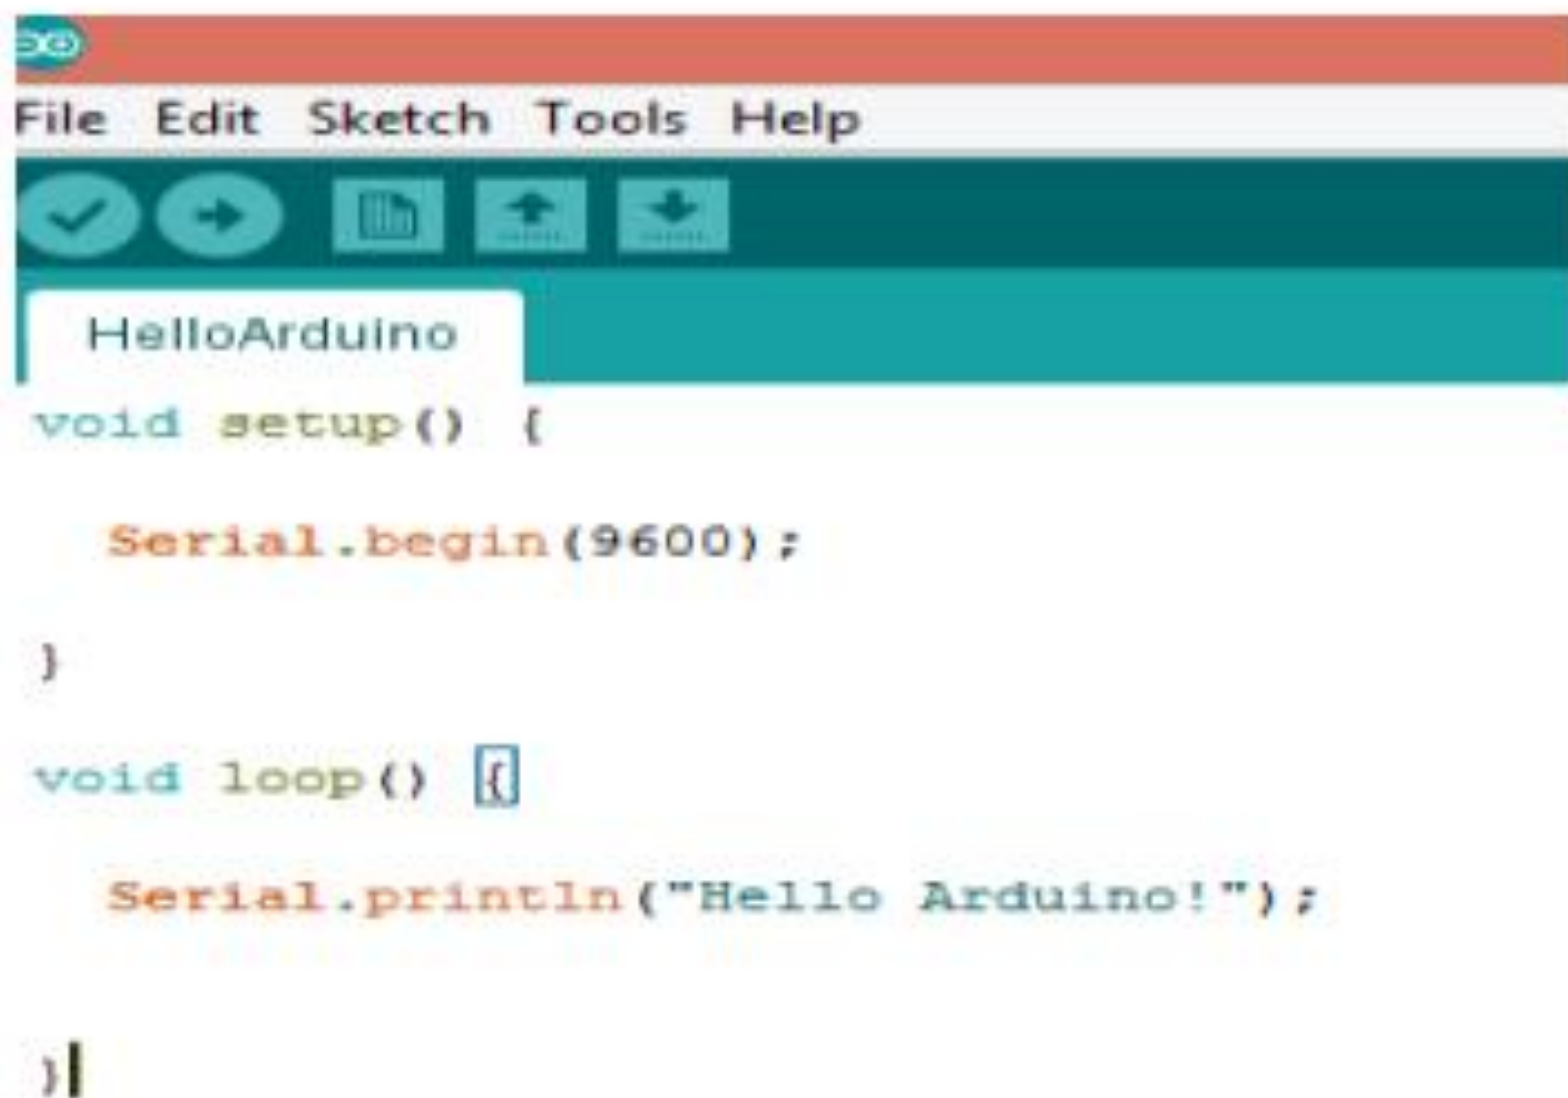 File Edit Sketch Tools Help
HelloArduino
void setup() {
Serial.begin(9600);
}
void loop() {
Serial.println("Hello Arduino!");
}